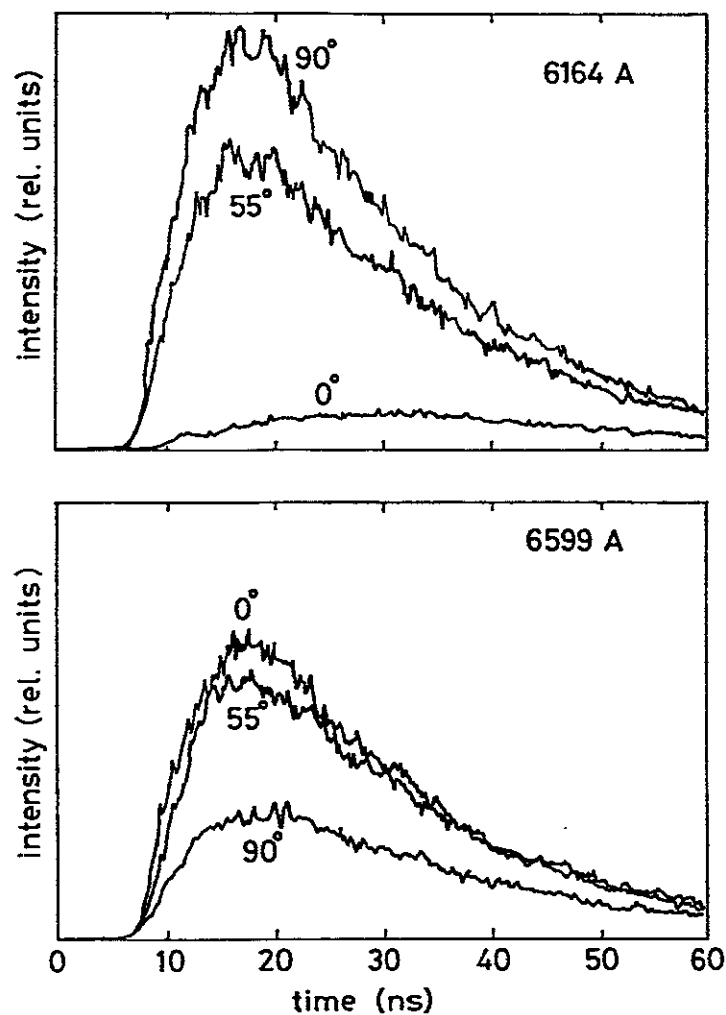 90°
6164 A
55°
0°
intensity (rel. units)
6599 A
0°
55°
90°
intensity (rel. units)
0 10 20 30 40 50 60
time (ns)